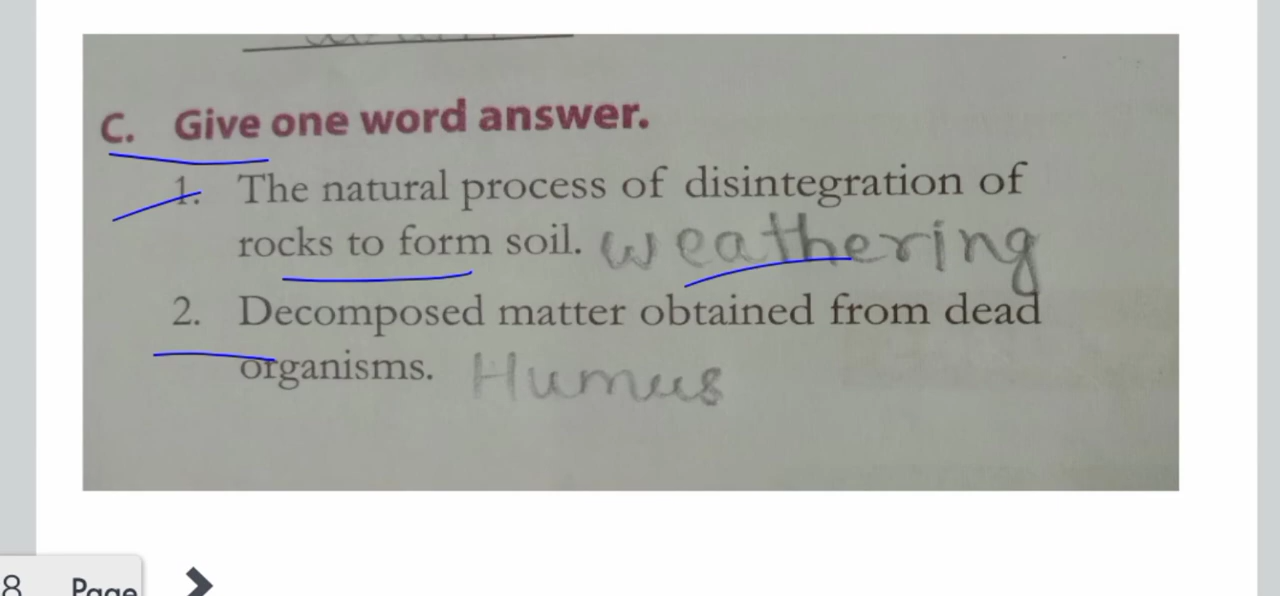 C. Give one word answer.
1. The natural process of disintegration of
rocks to form soil. weathering
2. Decomposed matter obtained from dead
organisms. Humus
8 Page